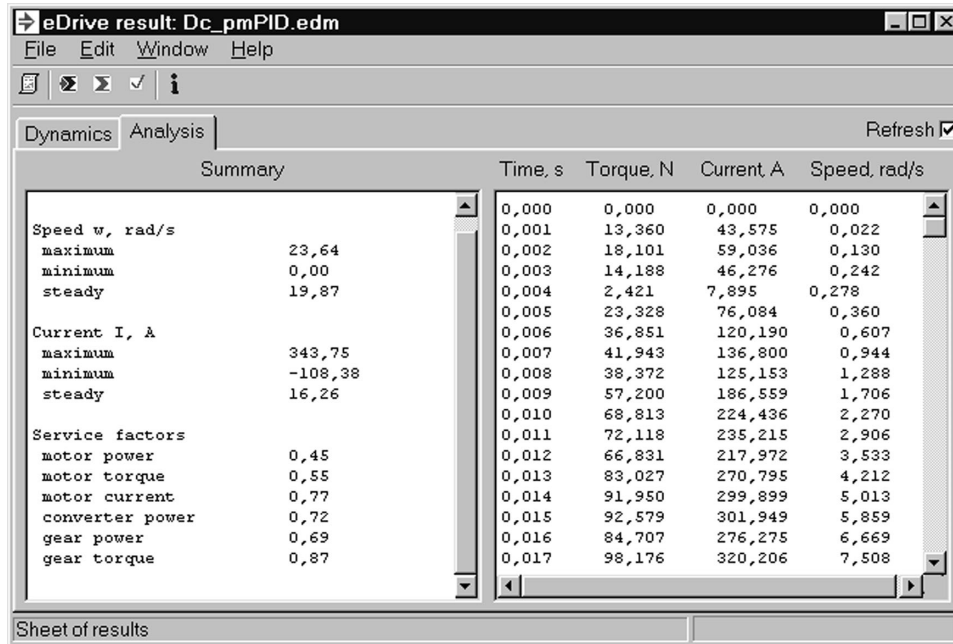 eDrive result: Dc_pmPID.edm
File Edit Window Help
Dynamics Analysis Refresh
Summary
Speed w, rad/s
maximum 23,64
minimum 0,00
steady 19,87
Current I, A
maximum 343,75
minimum -108,38
steady 16,26
Service factors
motor power 0,45
motor torque 0,55
motor current 0,77
converter power 0,72
gear power 0,69
gear torque 0,87
Time, s Torque, N Current, A Speed, rad/s
0,000 0,000 0,000 0,000
0,001 13,360 43,575 0,022
0,002 18,101 59,036 0,130
0,003 14,188 46,276 0,242
0,004 2,421 7,895 0,278
0,005 23,328 76,084 0,360
0,006 36,851 120,190 0,607
0,007 41,943 136,800 0,944
0,008 38,372 125,153 1,288
0,009 57,200 186,559 1,706
0,010 68,813 224,436 2,270
0,011 72,118 235,215 2,906
0,012 66,831 217,972 3,533
0,013 83,027 270,795 4,212
0,014 91,950 299,899 5,013
0,015 92,579 301,949 5,859
0,016 84,707 276,275 6,669
0,017 98,176 320,206 7,508
Sheet of results